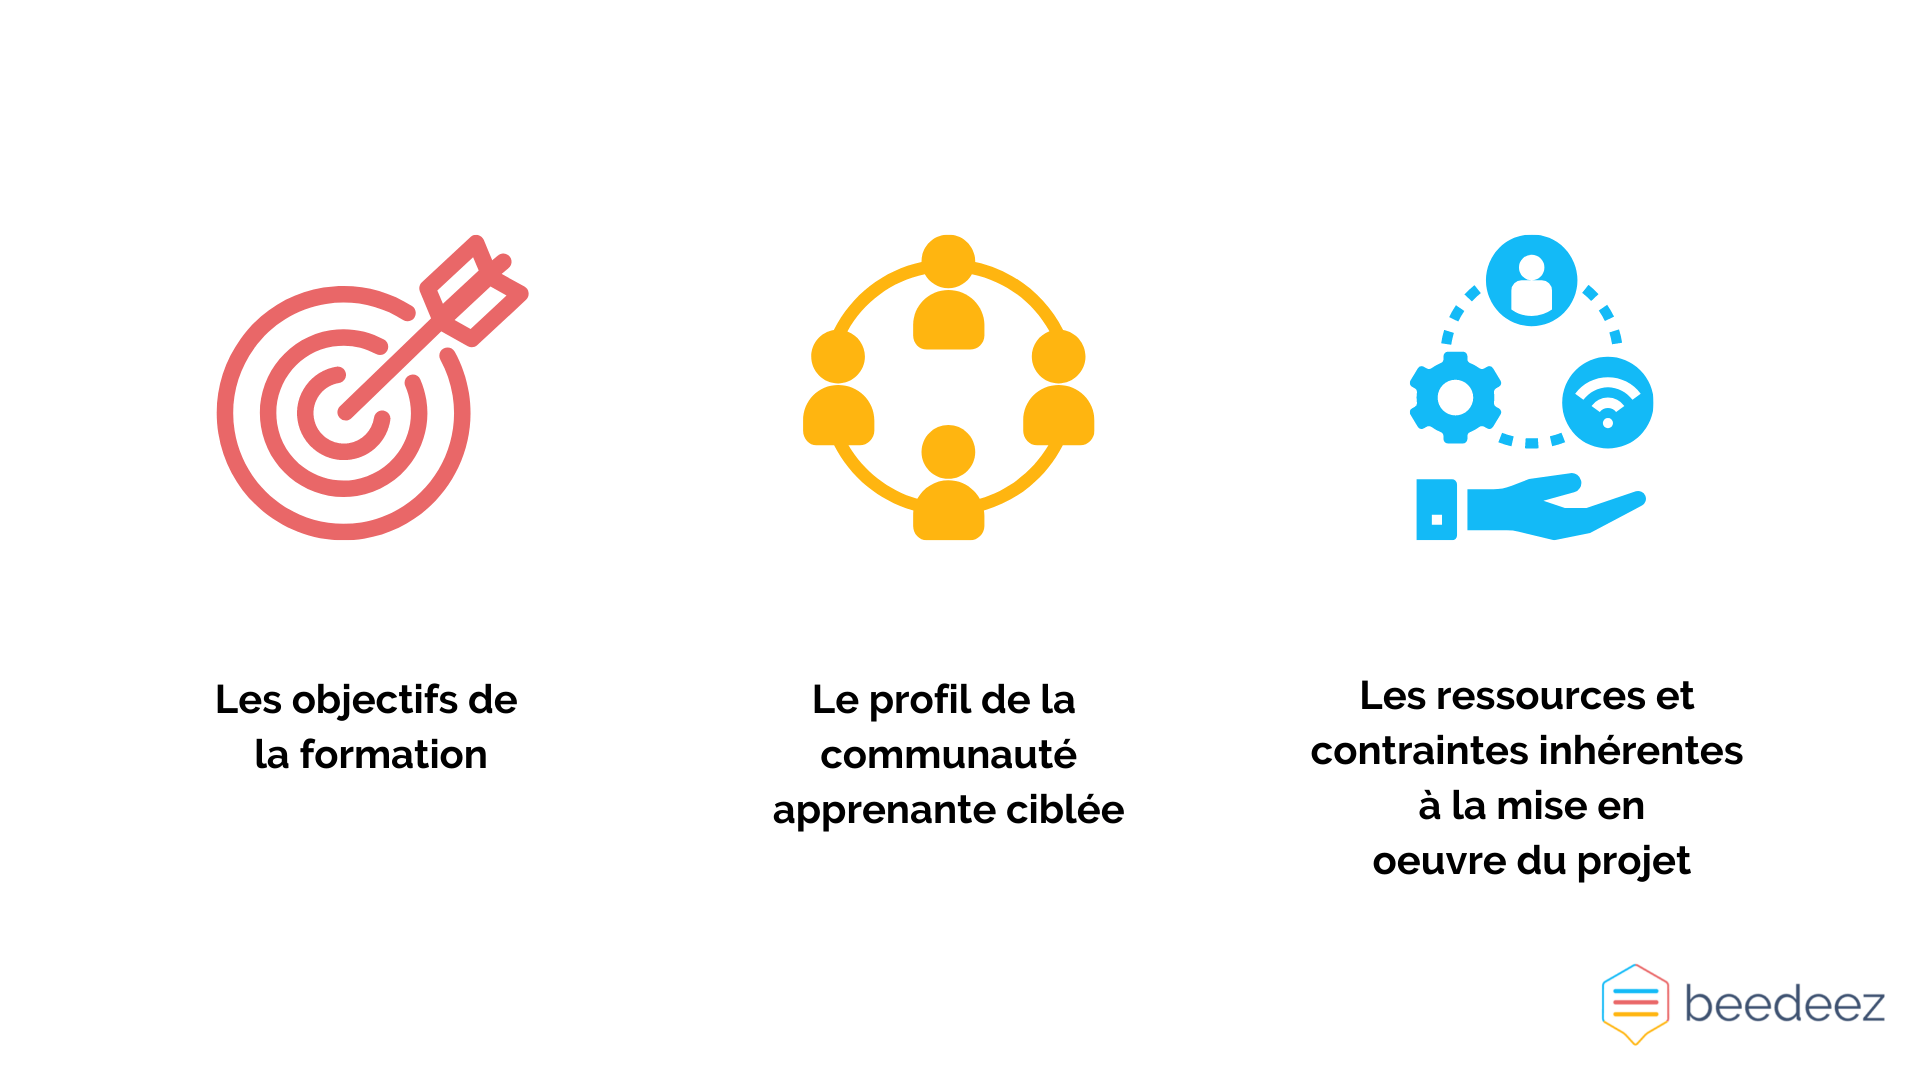 Les objectifs de
la formation
Le profil de la
communauté
apprenante ciblée
Les ressources et
contraintes inhérentes
à la mise en
oeuvre du projet
beedeez